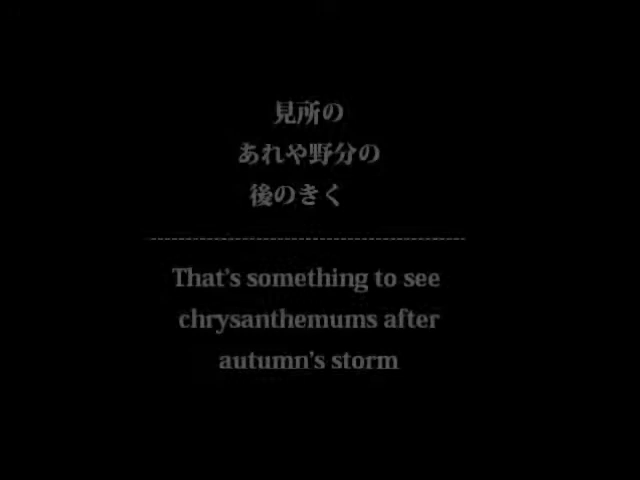 見所の
あれや野分の
後のきく
That's something to see
chrysanthemums after
autumn's storm